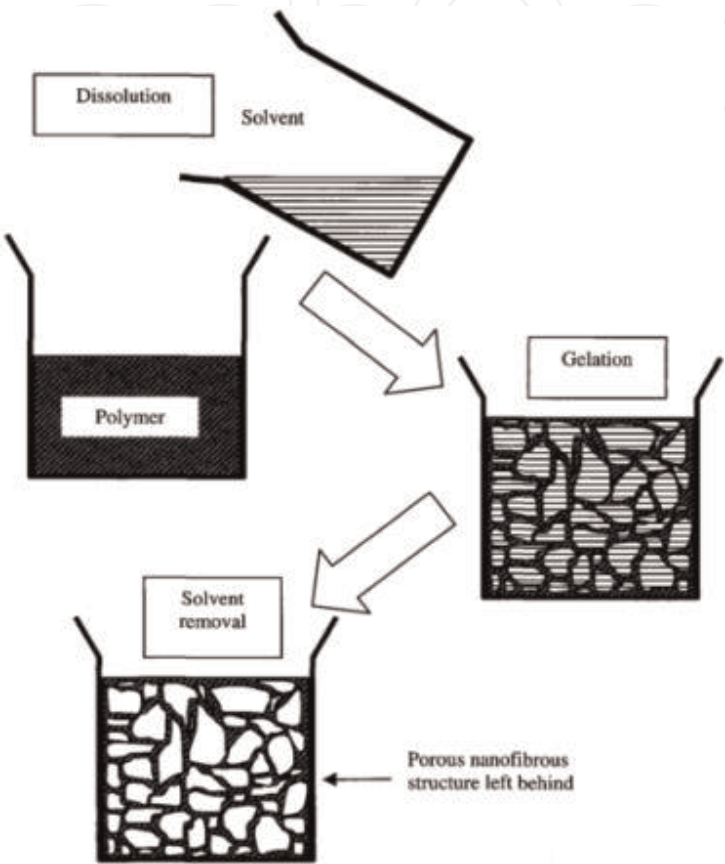 Dissolution
Solvent
Polymer
Gelation
Solvent
removal
Porous nanofibrous
structure left behind